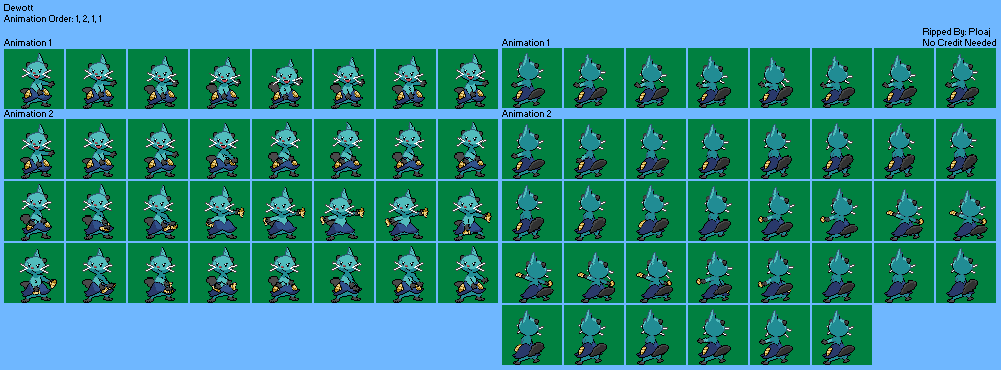 Dewott
Animation Order: 1, 2, 1, 1
Ripped By: Ploaj
No Credit Needed
Animation 1
Animation 1
Animation 2
Animation 2